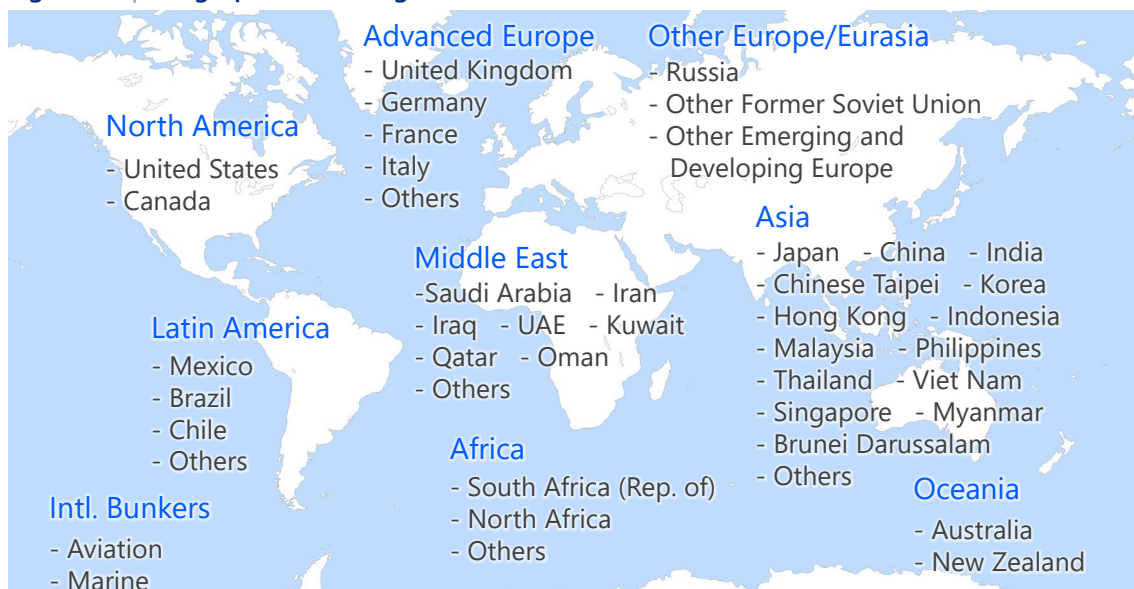 North America
- United States
- Canada
Advanced Europe
- United Kingdom
- Germany
- France
- Italy
- Others
Other Europe/Eurasia
- Russia
- Other Former Soviet Union
- Other Emerging and
Developing Europe
Asia
- Japan - China - India
- Chinese Taipei - Korea
- Hong Kong - Indonesia
- Malaysia - Philippines
- Thailand - Viet Nam
- Singapore - Myanmar
- Brunei Darussalam
- Others
Middle East
-Saudi Arabia - Iran
- Iraq - UAE - Kuwait
- Qatar - Oman
- Others
Latin America
- Mexico
- Brazil
- Chile
- Others
Africa
- South Africa (Rep. of)
- North Africa
- Others
Oceania
- Australia
- New Zealand
Intl. Bunkers
- Aviation
- Marine